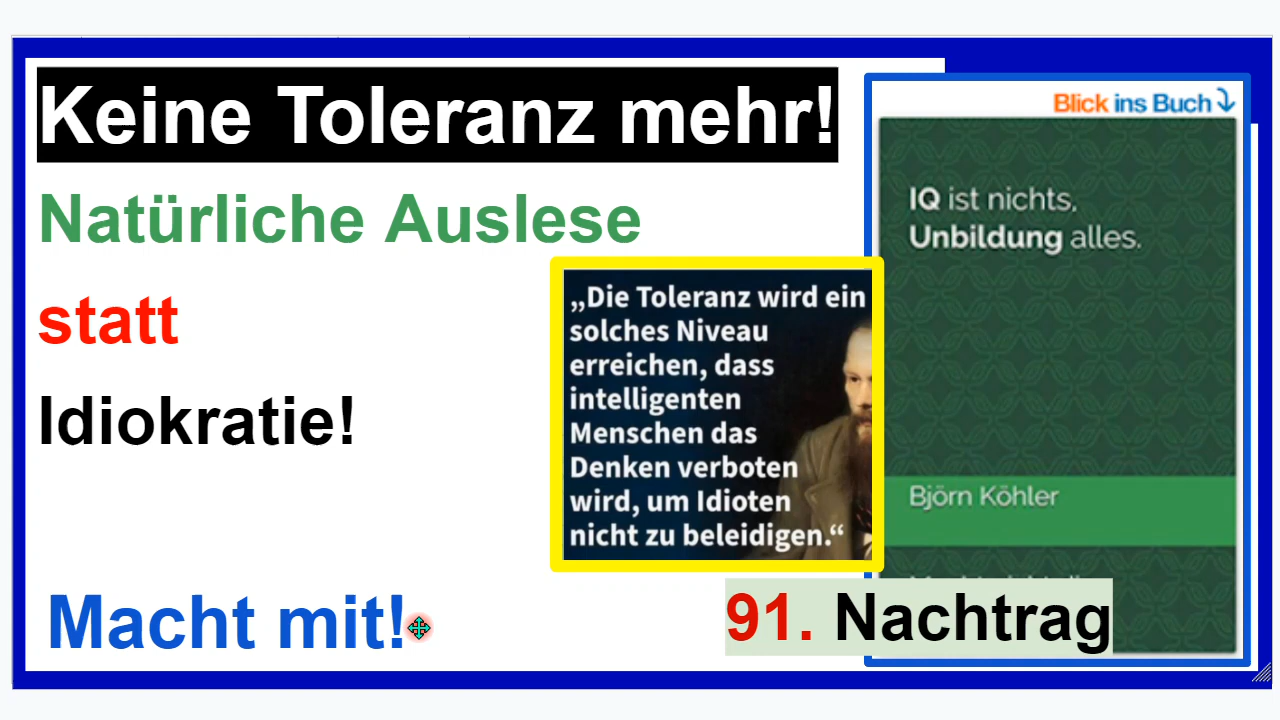 Keine Toleranz mehr!
Natürliche Auslese
statt
Idiokratie!
Macht mit!
„Die Toleranz wird ein
solches Niveau
erreichen, dass
intelligenten
Menschen das
Denken verboten
wird, um Idioten
nicht zu beleidigen.“
Blick ins Buch
IQ ist nichts,
Unbildung alles.
Björn Köhler
91. Nachtrag